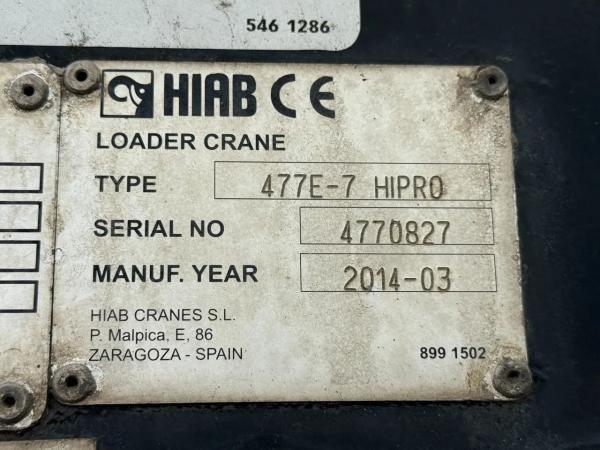 546 1286
HIAB CE
LOADER CRANE
TYPE 477E-7 HIPRO
SERIAL NO 4770827
MANUF. YEAR 2014-03
HIAB CRANES S.L.
P. Malpica, E, 86
ZARAGOZA - SPAIN 899 1502